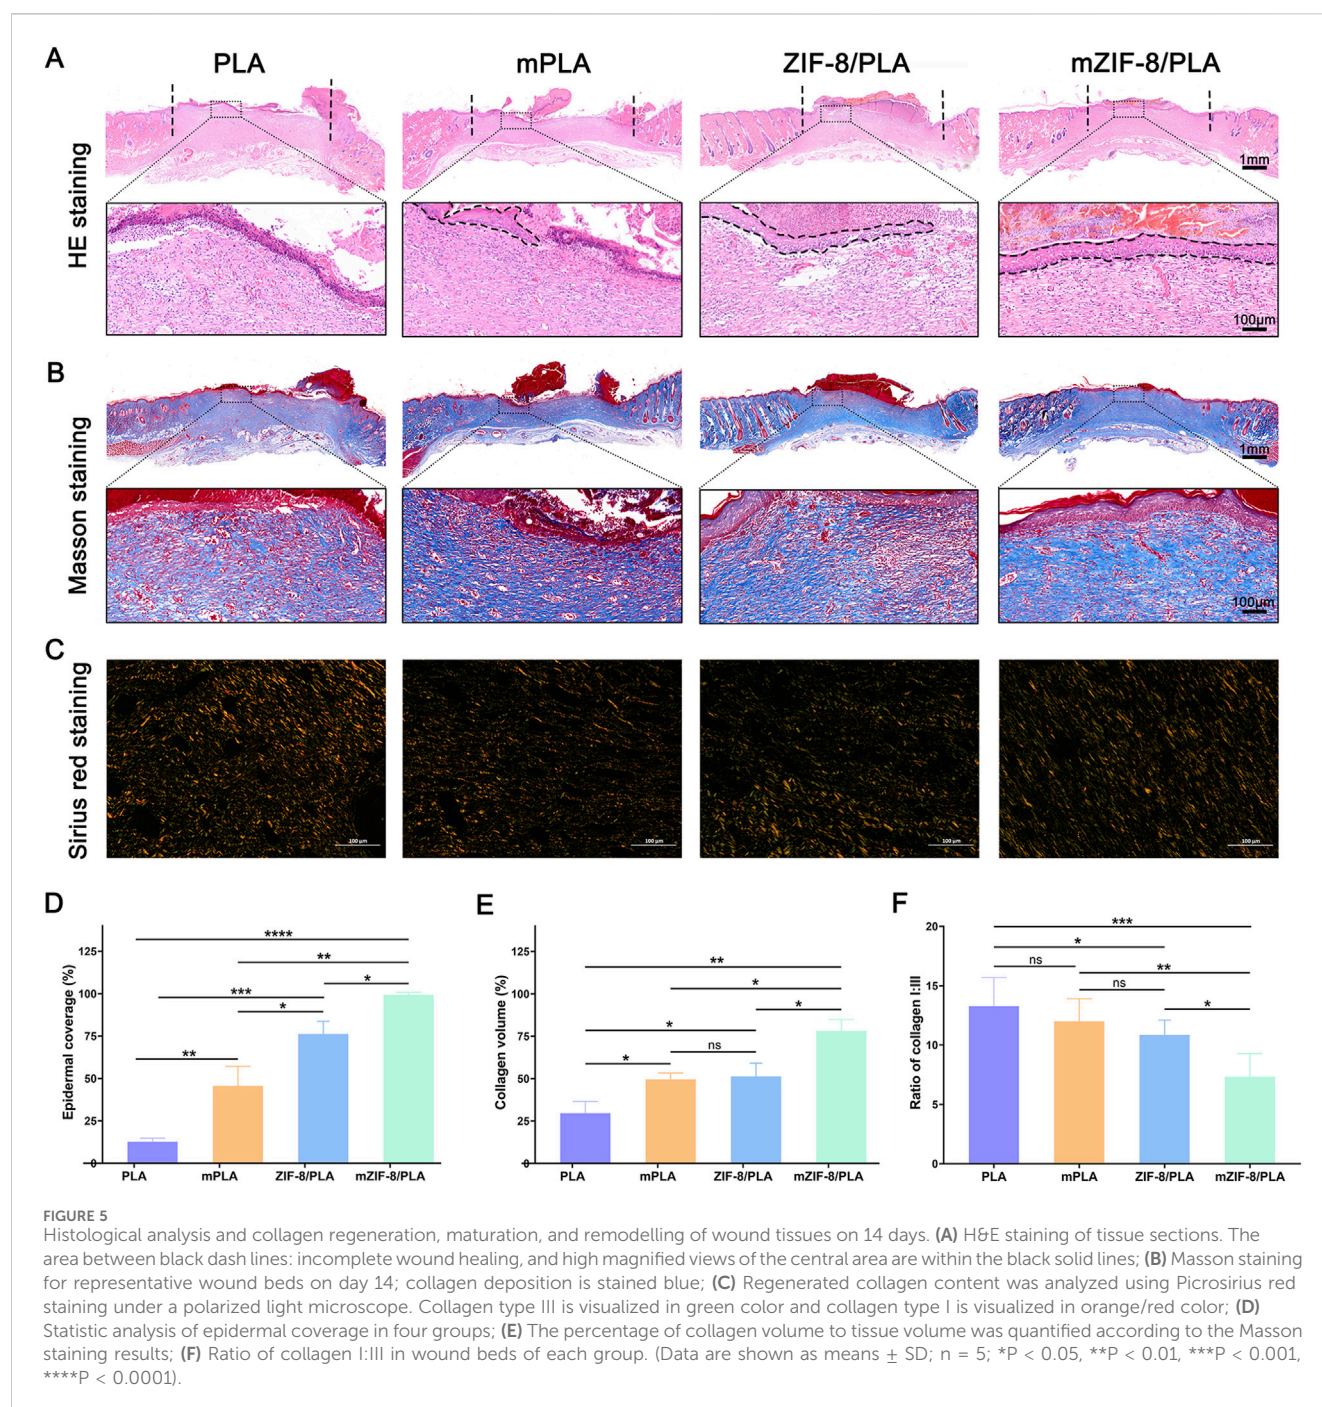 A
PLA
mPLA
ZIF-8/PLA
mZIF-8/PLA
HE staining
1mm
100μm
B
Masson staining
1mm
100μm
C
Sirius red staining
100 μm
100 μm
100 μm
100 μm
D
Epidermal coverage (%)
125
100
75
50
25
0
****
**
***
*
*
**
PLA
mPLA
ZIF-8/PLA
mZIF-8/PLA
E
Collagen volume (%)
125
100
75
50
25
0
**
*
*
*
ns
*
PLA
mPLA
ZIF-8/PLA
mZIF-8/PLA
F
Ratio of collagen I:III
20
15
10
5
0
***
*
ns
**
ns
*
PLA
mPLA
ZIF-8/PLA
mZIF-8/PLA
FIGURE 5
Histological analysis and collagen regeneration, maturation, and remodelling of wound tissues on 14 days. (A) H&E staining of tissue sections. The
area between black dash lines: incomplete wound healing, and high magnified views of the central area are within the black solid lines; (B) Masson staining
for representative wound beds on day 14; collagen deposition is stained blue; (C) Regenerated collagen content was analyzed using Picrosirius red
staining under a polarized light microscope. Collagen type III is visualized in green color and collagen type I is visualized in orange/red color; (D)
Statistic analysis of epidermal coverage in four groups; (E) The percentage of collagen volume to tissue volume was quantified according to the Masson
staining results; (F) Ratio of collagen I:III in wound beds of each group. (Data are shown as means ± SD; n = 5; *P < 0.05, **P < 0.01, ***P < 0.001,
****P < 0.0001).